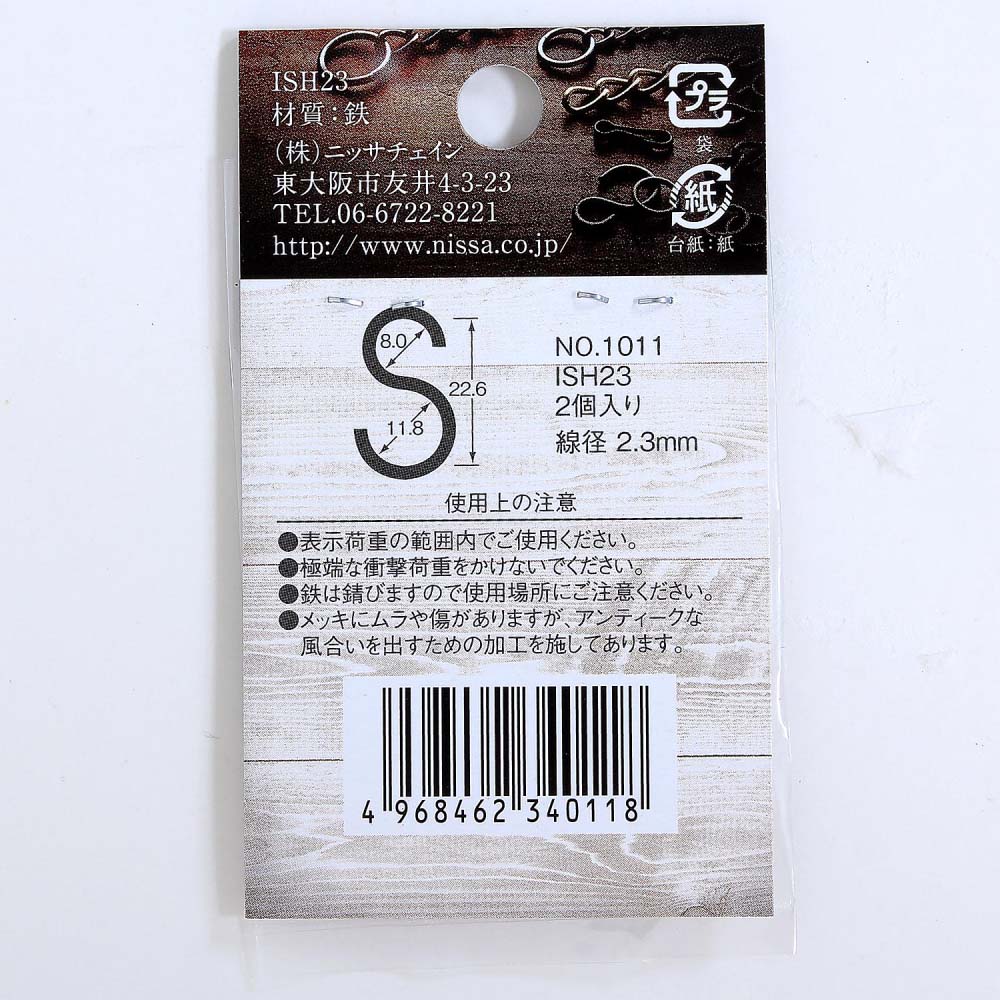 ISH23
材質：鉄
（株）ニッサチェイン
東大阪市友井4-3-23
TEL.06-6722-8221
http://www.nissa.co.jp/
プラ
袋
紙
台紙：紙
8.0
22.6
11.8
NO.1011
ISH23
2個入り
線径 2.3mm
使用上の注意
●表示荷重の範囲内でご使用ください。
●極端な衝撃荷重をかけないでください。
●鉄は錆びますので使用場所にご注意ください。
●メッキにムラや傷がありますが、アンティークな
風合いを出すための加工を施してあります。
4 968462 340118